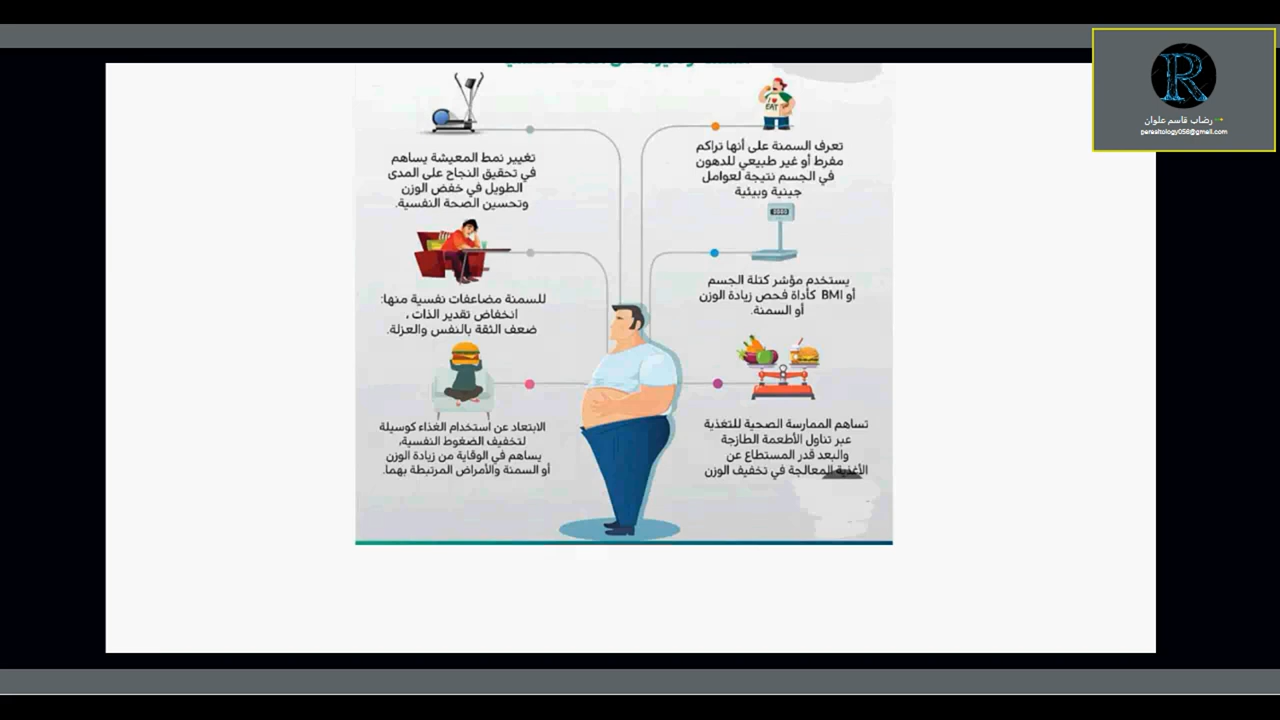 تعرف السمنة على أنها تراكم
مفرط أو غير طبيعي للدهون
في الجسم نتيجة لعوامل
جينية وبيئية
يستخدم مؤشر كتلة الجسم
أو BMI كأداة فحص زيادة الوزن
أو السمنة.
تساهم الممارسة الصحية للتغذية
عبر تناول الأطعمة الطازجة
والبعد قدر المستطاع عن
الأغذية المعالجة في تخفيف الوزن
تغيير نمط المعيشة يساهم
في تحقيق النجاح على المدى
الطويل في خفض الوزن
وتحسين الصحة النفسية.
للسمنة مضاعفات نفسية منها:
انخفاض تقدير الذات ،
ضعف الثقة بالنفس والعزلة.
الابتعاد عن استخدام الغذاء كوسيلة
لتخفيف الضغوط النفسية،
يساهم في الوقاية من زيادة الوزن
أو السمنة والأمراض المرتبطة بهما.
I ♥ EAT
R
رضاب قاسم علوان
parasitology056@gmail.com